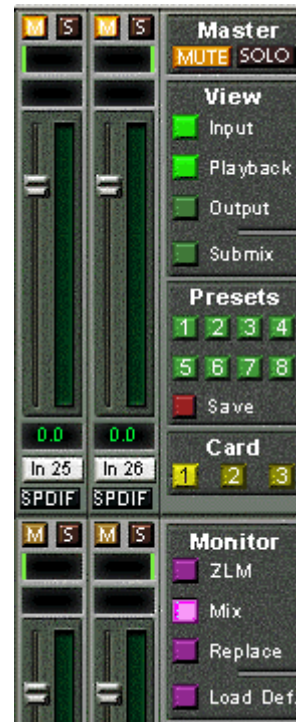 M S M S
Master
MUTE SOLO
View
Input
Playback
Output
Submix
Presets
1 2 3 4
5 6 7 8
Save
0.0 0.0
In 25 In 26
SPDIF SPDIF
Card
1 2 3
M S M S
Monitor
ZLM
Mix
Replace
Load Def.